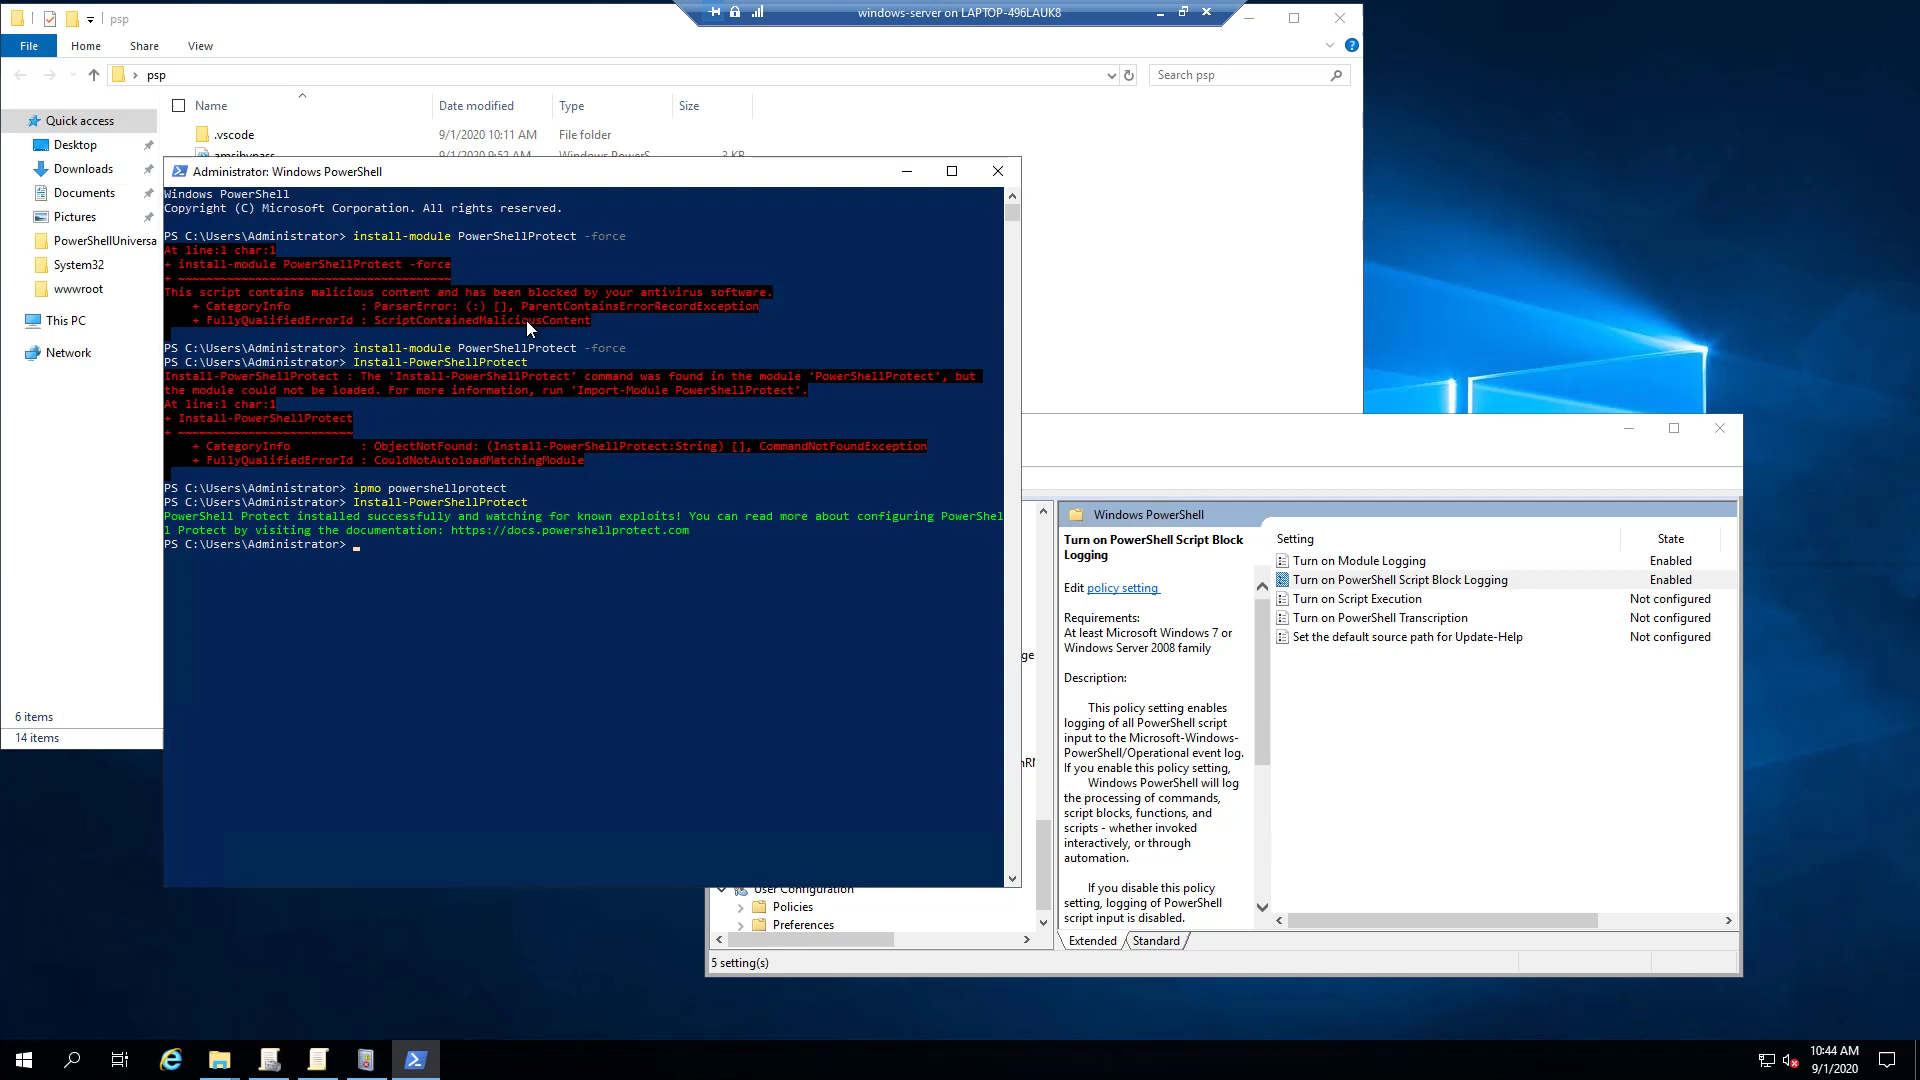 psp
windows-server on LAPTOP-496LAUK8
File
Home
Share
View
psp
Search psp
Name
Date modified
Type
Size
Quick access
Desktop
Downloads
Documents
Pictures
PowerShellUniversa
System32
wwwroot
This PC
Network
.vscode
9/1/2020 10:11 AM
File folder
amsibypass
9/1/2020 9:52 AM
Windows PowerS
3 KB
6 items
14 items
Administrator: Windows PowerShell
Windows PowerShell
Copyright (C) Microsoft Corporation. All rights reserved.
PS C:\Users\Administrator> install-module PowerShellProtect -force
At line:1 char:1
+ install-module PowerShellProtect -force
+ ~~~~~~~~~~~~~~~~~~~~~~~~~~~~~~~~~~~~~~~
This script contains malicious content and has been blocked by your antivirus software.
+ CategoryInfo          : ParserError: (:) [], ParentContainsErrorRecordException
+ FullyQualifiedErrorId : ScriptContainedMaliciousContent
PS C:\Users\Administrator> install-module PowerShellProtect -force
PS C:\Users\Administrator> Install-PowerShellProtect
Install-PowerShellProtect : The 'Install-PowerShellProtect' command was found in the module 'PowerShellProtect', but
the module could not be loaded. For more information, run 'Import-Module PowerShellProtect'.
At line:1 char:1
+ Install-PowerShellProtect
+ ~~~~~~~~~~~~~~~~~~~~~~~~~
+ CategoryInfo          : ObjectNotFound: (Install-PowerShellProtect:String) [], CommandNotFoundException
+ FullyQualifiedErrorId : CouldNotAutoloadMatchingModule
PS C:\Users\Administrator> ipmo powershellprotect
PS C:\Users\Administrator> Install-PowerShellProtect
PowerShell Protect installed successfully and watching for known exploits! You can read more about configuring PowerShel
l Protect by visiting the documentation: https://docs.powershellprotect.com
PS C:\Users\Administrator> _
ge
nRM
User Configuration
Policies
Preferences
5 setting(s)
Windows PowerShell
Turn on PowerShell Script Block
Logging
Edit policy setting
Requirements:
At least Microsoft Windows 7 or
Windows Server 2008 family
Description:
This policy setting enables
logging of all PowerShell script
input to the Microsoft-Windows-
PowerShell/Operational event log.
If you enable this policy setting,
Windows PowerShell will log
the processing of commands,
script blocks, functions, and
scripts - whether invoked
interactively, or through
automation.
If you disable this policy
setting, logging of PowerShell
script input is disabled.
Setting
State
Turn on Module Logging
Enabled
Turn on PowerShell Script Block Logging
Enabled
Turn on Script Execution
Not configured
Turn on PowerShell Transcription
Not configured
Set the default source path for Update-Help
Not configured
Extended
Standard
10:44 AM
9/1/2020